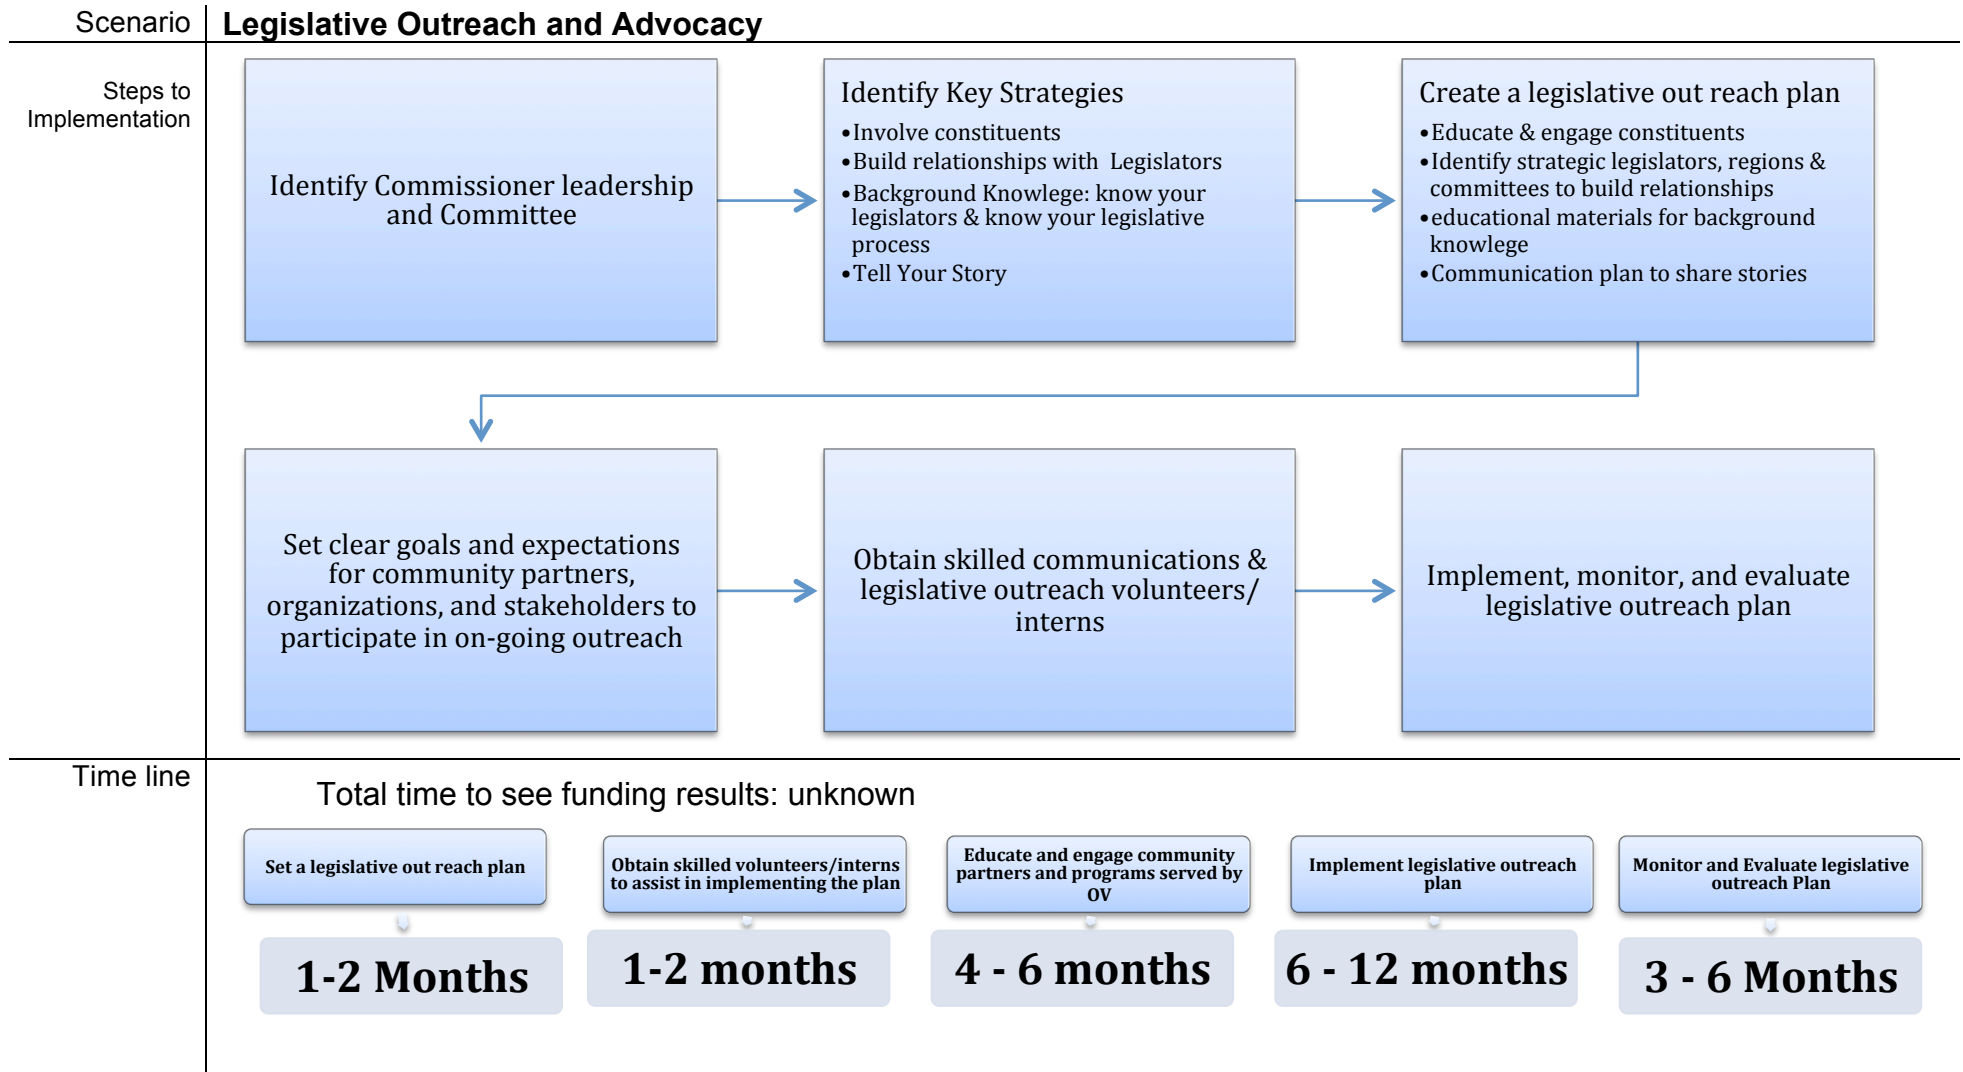 Scenario
Legislative Outreach and Advocacy
Steps to
Implementation
Identify Commissioner leadership
and Committee
Identify Key Strategies
•Involve constituents
•Build relationships with Legislators
•Background Knowlege: know your
legislators & know your legislative
process
•Tell Your Story
Create a legislative out reach plan
•Educate & engage constituents
•Identify strategic legislators, regions &
committees to build relationships
•educational materials for background
knowlege
•Communication plan to share stories
Set clear goals and expectations
for community partners,
organizations, and stakeholders to
participate in on-going outreach
Obtain skilled communications &
legislative outreach volunteers/
interns
Implement, monitor, and evaluate
legislative outreach plan
Time line
Total time to see funding results: unknown
Set a legislative out reach plan
1-2 Months
Obtain skilled volunteers/interns
to assist in implementing the plan
1-2 months
Educate and engage community
partners and programs served by
OV
4 - 6 months
Implement legislative outreach
plan
6 - 12 months
Monitor and Evaluate legislative
outreach Plan
3 - 6 Months